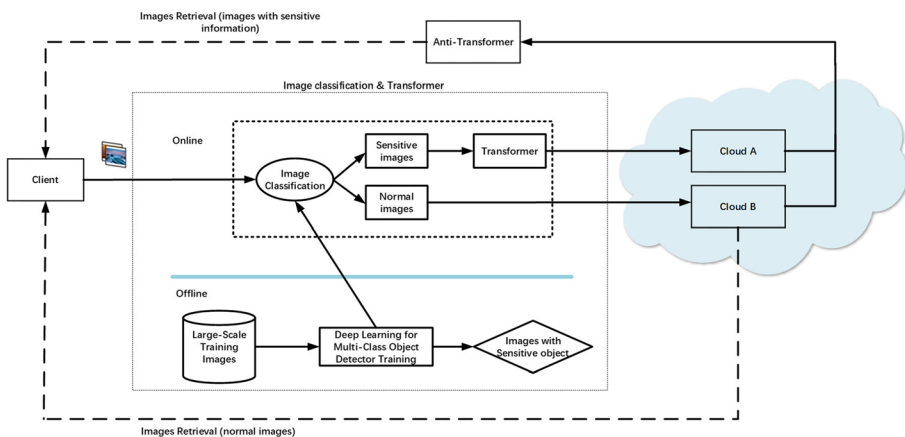 Images Retrieval (images with sensitive
information)
Anti-Transformer
Image classification & Transformer
Online
Sensitive
images
Transformer
Cloud A
Client
Image
Classification
Normal
images
Cloud B
Offline
Large-Scale
Training
Images
Deep Learning for
Multi-Class Object
Detector Training
Images with
Sensitive object
Images Retrieval (normal images)